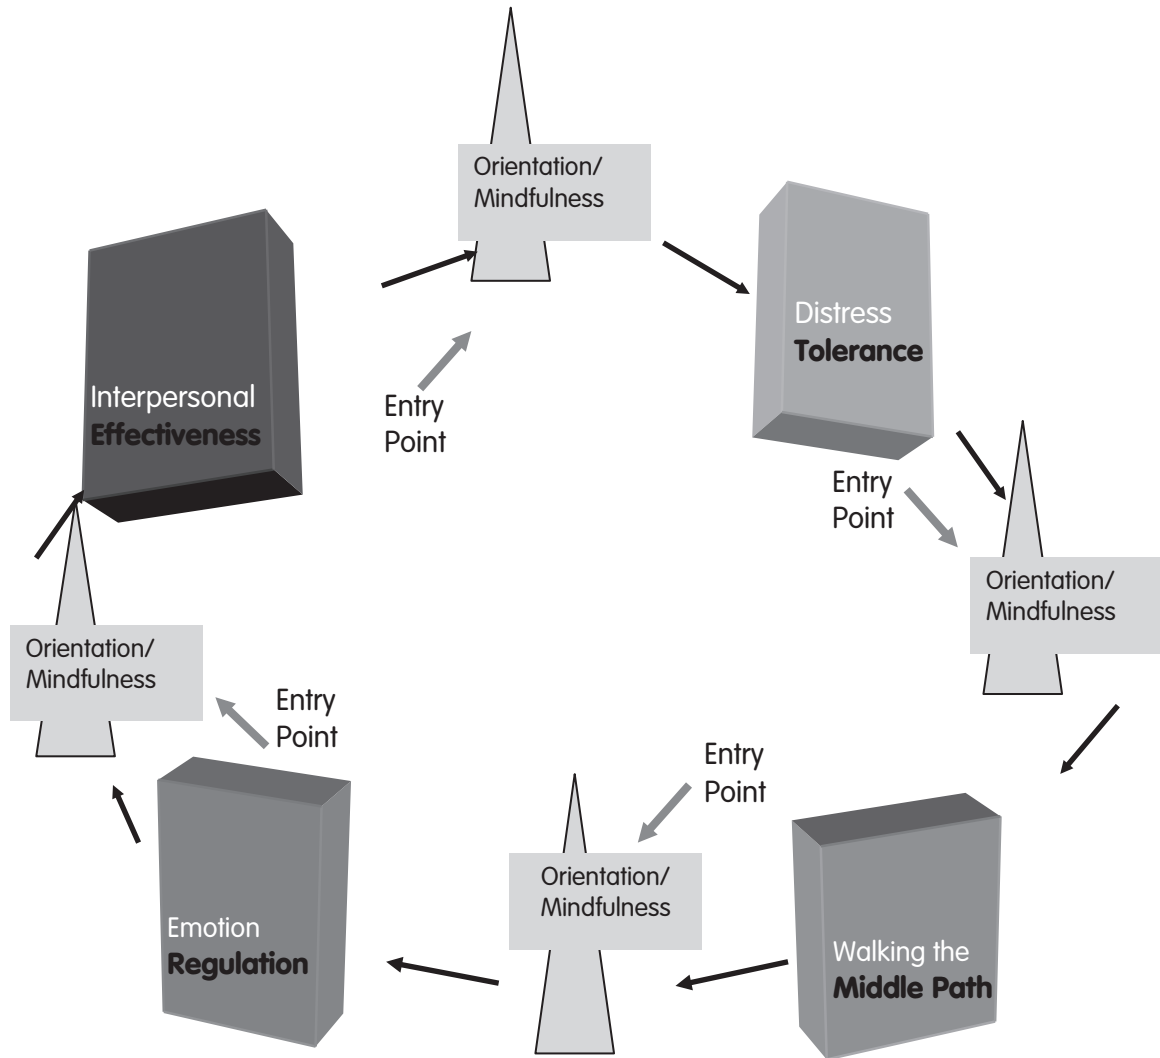 Orientation/
Mindfulness
Distress
Tolerance
Interpersonal
Effectiveness
Entry
Point
Entry
Point
Orientation/
Mindfulness
Orientation/
Mindfulness
Entry
Point
Entry
Point
Orientation/
Mindfulness
Emotion
Regulation
Walking the
Middle Path